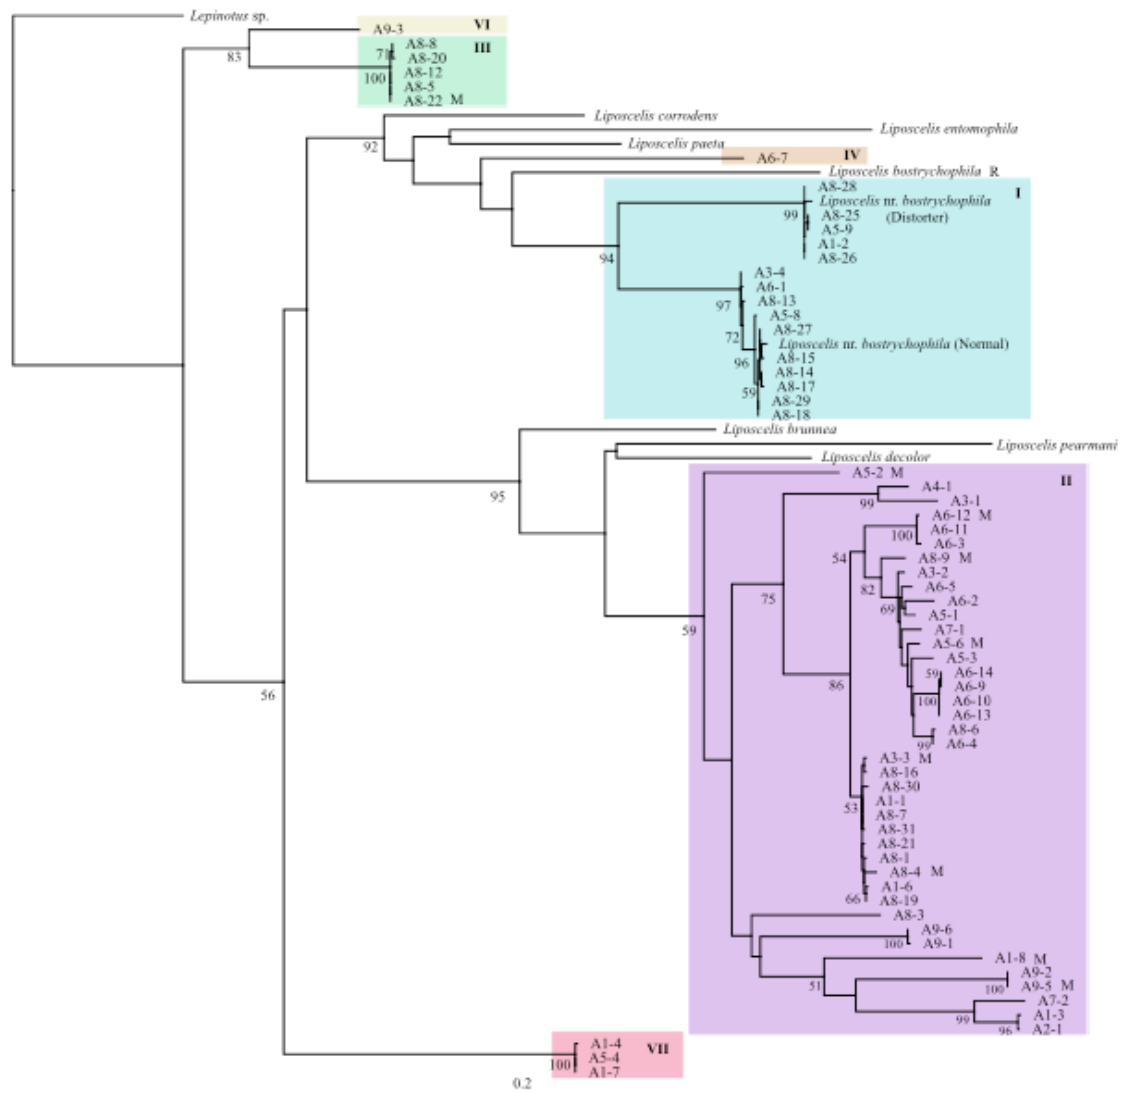 Lepinotus sp.
VI
A9-3
83
A8-8
III
71
A8-20
A8-12
100
A8-5
A8-22 M
Liposcelis corrodens
Liposcelis entomophila
92
Liposcelis paeta
A6-7
IV
Liposcelis bostrychophila R
A8-28
I
Liposcelis nr. bostrychophila
99
A8-25
(Distorter)
A5-9
A1-2
94
A8-26
A3-4
A6-1
97
A8-13
A5-8
A8-27
72
Liposcelis nr. bostrychophila (Normal)
96
A8-15
A8-14
59
A8-17
A8-29
A8-18
Liposcelis brunnea
Liposcelis pearmani
Liposcelis decolor
A5-2 M
II
A4-1
95
99
A3-1
A6-12 M
A6-11
100
A6-3
54
A8-9 M
A3-2
82
A6-5
A6-2
75
69
A5-1
59
A7-1
A5-6 M
A5-3
59
A6-14
86
A6-9
100
A6-10
A6-13
56
A8-6
99
A6-4
A3-3 M
A8-16
A8-30
A1-1
53
A8-7
A8-31
A8-21
A8-1
A8-4 M
A1-6
66
A8-19
A8-3
A9-6
100
A9-1
A1-8 M
A9-2
51
100
A9-5 M
A7-2
99
A1-3
96
A2-1
A1-4
VII
A5-4
100
A1-7
0.2